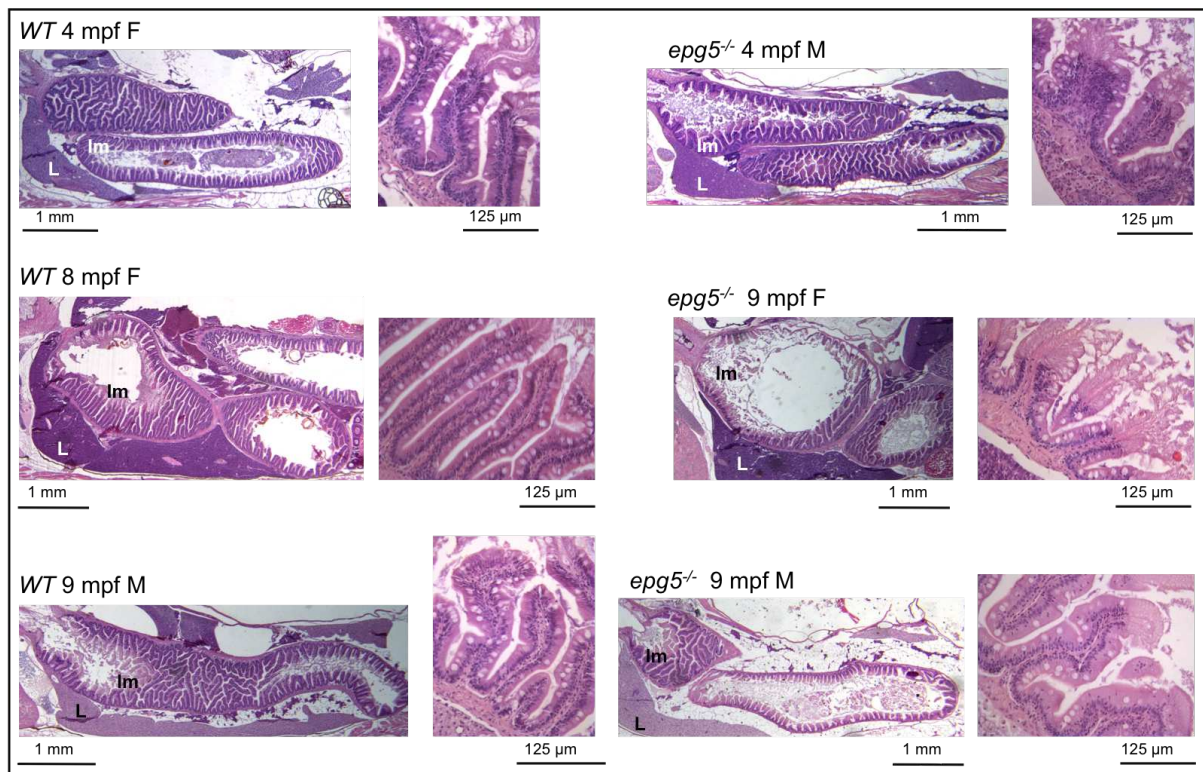 WT 4 mpf F
Im
L
1 mm
125 µm
epg5-/- 4 mpf M
Im
L
1 mm
125 µm
WT 8 mpf F
Im
L
1 mm
125 µm
epg5-/- 9 mpf F
Im
L
1 mm
125 µm
WT 9 mpf M
Im
L
1 mm
125 µm
epg5-/- 9 mpf M
Im
L
1 mm
125 µm